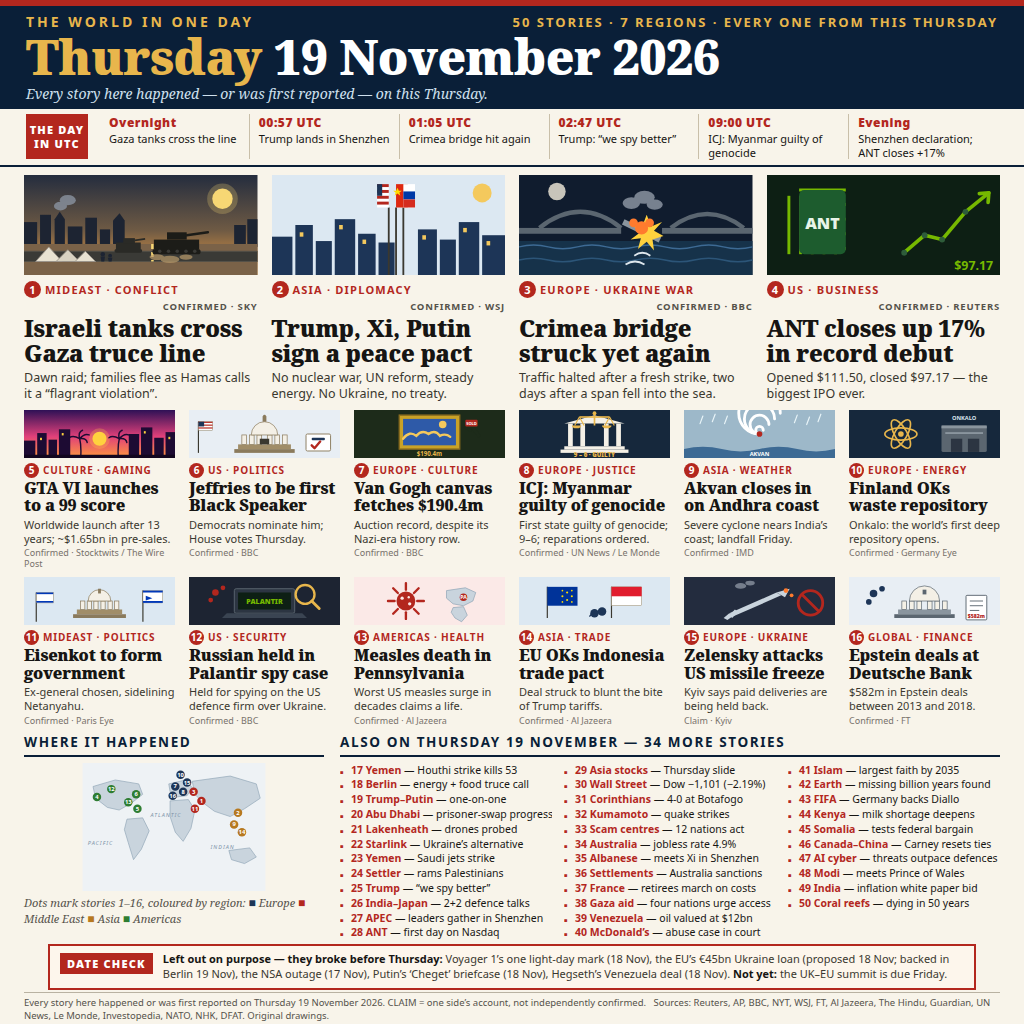 THE WORLD IN ONE DAY
50 STORIES · 7 REGIONS · EVERY ONE FROM THIS THURSDAY
Thursday 19 November 2026
Every story here happened — or was first reported — on this Thursday.
THE DAY
IN UTC
Overnight
Gaza tanks cross the line
00:57 UTC
Trump lands in Shenzhen
01:05 UTC
Crimea bridge hit again
02:47 UTC
Trump: “we spy better”
09:00 UTC
ICJ: Myanmar guilty of
genocide
Evening
Shenzhen declaration;
ANT closes +17%
1 MIDEAST · CONFLICT
CONFIRMED · SKY
Israeli tanks cross
Gaza truce line
Dawn raid; families flee as Hamas calls
it a “flagrant violation”.
2 ASIA · DIPLOMACY
CONFIRMED · WSJ
Trump, Xi, Putin
sign a peace pact
No nuclear war, UN reform, steady
energy. No Ukraine, no treaty.
3 EUROPE · UKRAINE WAR
CONFIRMED · BBC
Crimea bridge
struck yet again
Traffic halted after a fresh strike, two
days after a span fell into the sea.
ANT
$97.17
4 US · BUSINESS
CONFIRMED · REUTERS
ANT closes up 17%
in record debut
Opened $111.50, closed $97.17 — the
biggest IPO ever.
5 CULTURE · GAMING
GTA VI launches
to a 99 score
Worldwide launch after 13
years; ~$1.65bn in pre-sales.
Confirmed · Stocktwits / The Wire
Post
6 US · POLITICS
Jeffries to be first
Black Speaker
Democrats nominate him;
House votes Thursday.
Confirmed · BBC
SOLD
$190.4m
7 EUROPE · CULTURE
Van Gogh canvas
fetches $190.4m
Auction record, despite its
Nazi-era history row.
Confirmed · BBC
9 – 6 · GUILTY
8 EUROPE · JUSTICE
ICJ: Myanmar
guilty of genocide
First state guilty of genocide;
9–6; reparations ordered.
Confirmed · UN News / Le Monde
AKVAN
9 ASIA · WEATHER
Akvan closes in
on Andhra coast
Severe cyclone nears India’s
coast; landfall Friday.
Confirmed · IMD
ONKALO
10 EUROPE · ENERGY
Finland OKs
waste repository
Onkalo: the world’s first deep
repository opens.
Confirmed · Germany Eye
11 MIDEAST · POLITICS
Eisenkot to form
government
Ex-general chosen, sidelining
Netanyahu.
Confirmed · Paris Eye
PALANTIR
12 US · SECURITY
Russian held in
Palantir spy case
Held for spying on the US
defence firm over Ukraine.
Confirmed · BBC
PA
13 AMERICAS · HEALTH
Measles death in
Pennsylvania
Worst US measles surge in
decades claims a life.
Confirmed · Al Jazeera
14 ASIA · TRADE
EU OKs Indonesia
trade pact
Deal struck to blunt the bite
of Trump tariffs.
Confirmed · Al Jazeera
15 EUROPE · UKRAINE
Zelensky attacks
US missile freeze
Kyiv says paid deliveries are
being held back.
Claim · Kyiv
$582m
16 GLOBAL · FINANCE
Epstein deals at
Deutsche Bank
$582m in Epstein deals
between 2013 and 2018.
Confirmed · FT
WHERE IT HAPPENED
ATLANTIC
PACIFIC
INDIAN
Dots mark stories 1–16, coloured by region: ■ Europe ■
Middle East ■ Asia ■ Americas
ALSO ON THURSDAY 19 NOVEMBER — 34 MORE STORIES
17 Yemen — Houthi strike kills 53
18 Berlin — energy + food truce call
19 Trump–Putin — one-on-one
20 Abu Dhabi — prisoner-swap progress
21 Lakenheath — drones probed
22 Starlink — Ukraine’s alternative
23 Yemen — Saudi jets strike
24 Settler — rams Palestinians
25 Trump — “we spy better”
26 India–Japan — 2+2 defence talks
27 APEC — leaders gather in Shenzhen
28 ANT — first day on Nasdaq
29 Asia stocks — Thursday slide
30 Wall Street — Dow −1,101 (−2.19%)
31 Corinthians — 4-0 at Botafogo
32 Kumamoto — quake strikes
33 Scam centres — 12 nations act
34 Australia — jobless rate 4.9%
35 Albanese — meets Xi in Shenzhen
36 Settlements — Australia sanctions
37 France — retirees march on costs
38 Gaza aid — four nations urge access
39 Venezuela — oil valued at $12bn
40 McDonald’s — abuse case in court
41 Islam — largest faith by 2035
42 Earth — missing billion years found
43 FIFA — Germany backs Diallo
44 Kenya — milk shortage deepens
45 Somalia — tests federal bargain
46 Canada–China — Carney resets ties
47 AI cyber — threats outpace defences
48 Modi — meets Prince of Wales
49 India — inflation white paper bid
50 Coral reefs — dying in 50 years
DATE CHECK
Left out on purpose — they broke before Thursday: Voyager 1’s one light-day mark (18 Nov), the EU’s €45bn Ukraine loan (proposed 18 Nov; backed in
Berlin 19 Nov), the NSA outage (17 Nov), Putin’s ‘Cheget’ briefcase (18 Nov), Hegseth’s Venezuela deal (18 Nov). Not yet: the UK–EU summit is due Friday.
Every story here happened or was first reported on Thursday 19 November 2026. CLAIM = one side’s account, not independently confirmed. Sources: Reuters, AP, BBC, NYT, WSJ, FT, Al Jazeera, The Hindu, Guardian, UN
News, Le Monde, Investopedia, NATO, NHK, DFAT. Original drawings.